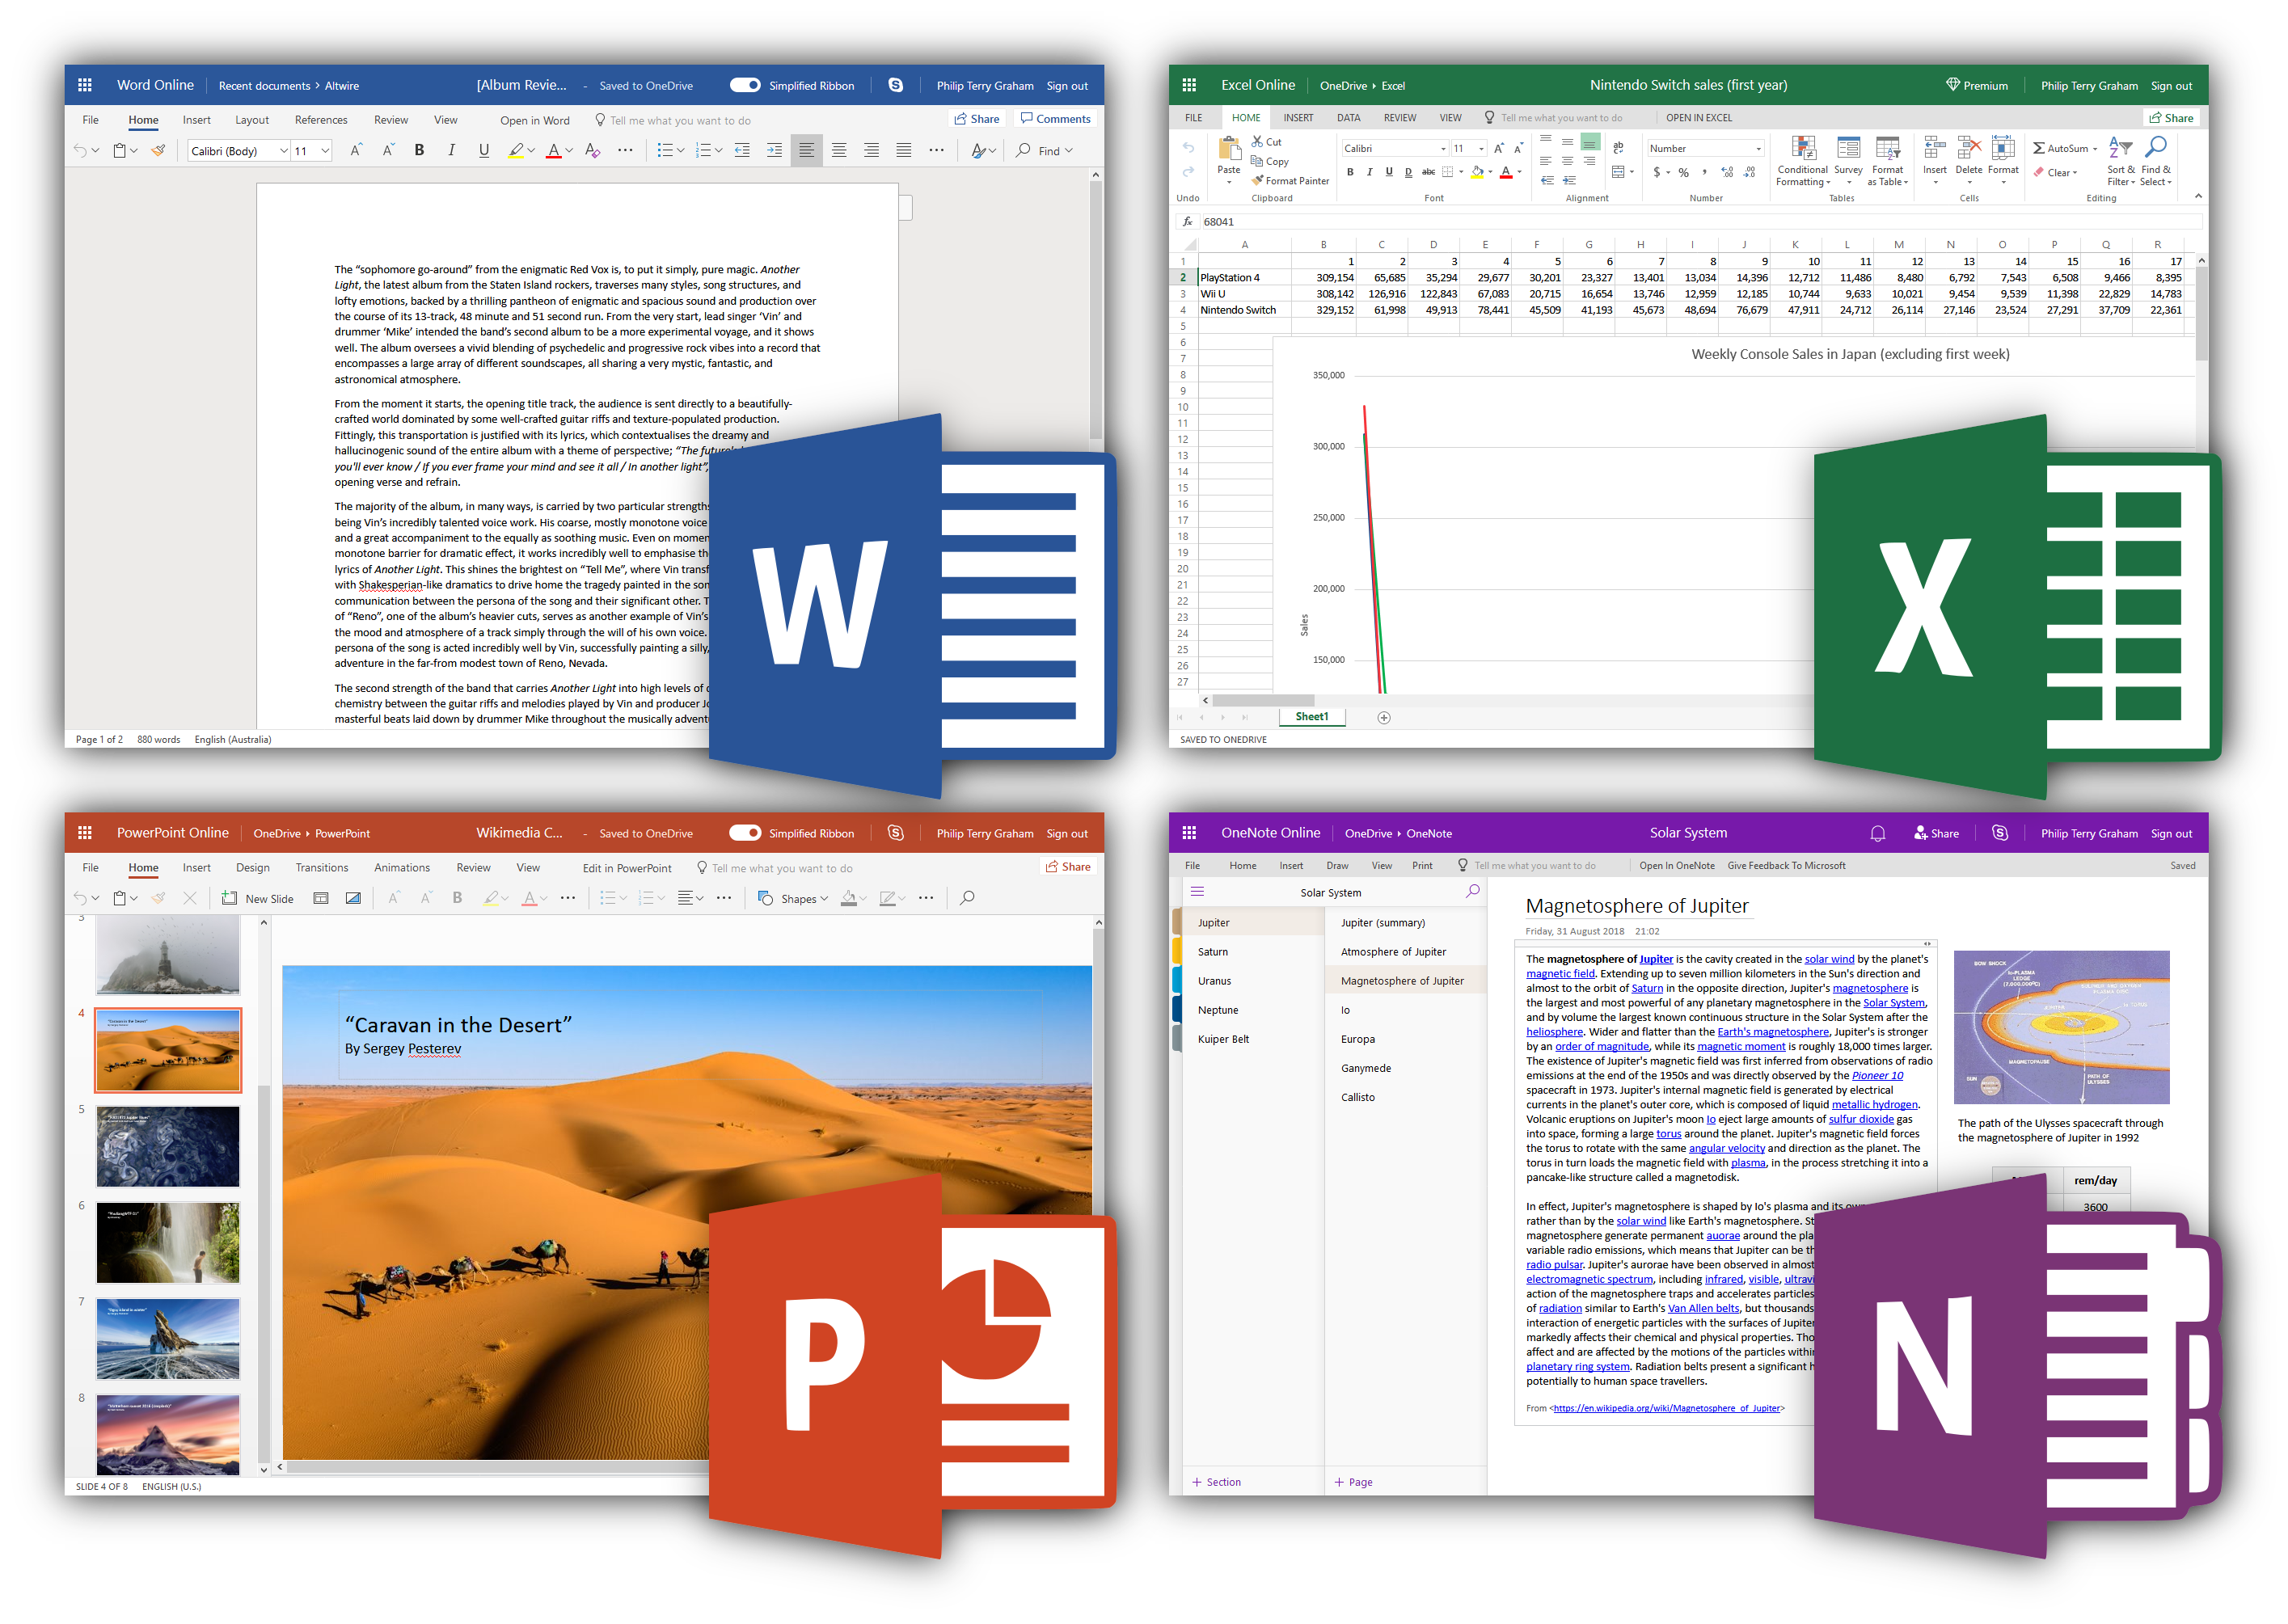 Word Online Recent documents > Altwire [Album Revie... - Saved to OneDrive Simplified Ribbon Philip Terry Graham Sign out
File Home Insert Layout References Review View Open in Word Tell me what you want to do Share Comments
Calibri (Body) 11 A A B I U A A Find
The “sophomore go-around” from the enigmatic Red Vox is, to put it simply, pure magic. Another
Light, the latest album from the Staten Island rockers, traverses many styles, song structures, and
lofty emotions, backed by a thrilling pantheon of enigmatic and spacious sound and production over
the course of its 13-track, 48 minute and 51 second run. From the very start, lead singer ‘Vin’ and
drummer ‘Mike’ intended the band’s second album to be a more experimental voyage, and it shows
well. The album oversees a vivid blending of psychedelic and progressive rock vibes into a record that
encompasses a large array of different soundscapes, all sharing a very mystic, fantastic, and
astronomical atmosphere.
From the moment it starts, the opening title track, the audience is sent directly to a beautifully-
crafted world dominated by some well-crafted guitar riffs and texture-populated production.
Fittingly, this transportation is justified with its lyrics, which contextualises the dreamy and
hallucinogenic sound of the entire album with a theme of perspective; “The future's
you'll ever know / If you ever frame your mind and see it all / In another light”,
opening verse and refrain.
The majority of the album, in many ways, is carried by two particular strengths
being Vin’s incredibly talented voice work. His coarse, mostly monotone voice
and a great accompaniment to the equally as soothing music. Even on momen
monotone barrier for dramatic effect, it works incredibly well to emphasise th
lyrics of Another Light. This shines the brightest on “Tell Me”, where Vin transf
with Shakesperian-like dramatics to drive home the tragedy painted in the son
communication between the persona of the song and their significant other. T
of “Reno”, one of the album’s heavier cuts, serves as another example of Vin’s
the mood and atmosphere of a track simply through the will of his own voice.
persona of the song is acted incredibly well by Vin, successfully painting a silly,
adventure in the far-from modest town of Reno, Nevada.
The second strength of the band that carries Another Light into high levels of
chemistry between the guitar riffs and melodies played by Vin and producer Jo
masterful beats laid down by drummer Mike throughout the musically advent
Page 1 of 2 880 words English (Australia)
W
Excel Online OneDrive Excel Nintendo Switch sales (first year) Premium Philip Terry Graham Sign out
FILE HOME INSERT DATA REVIEW VIEW Tell me what you want to do OPEN IN EXCEL Share
Cut
Copy
Format Painter
Paste
Calibri 11 A A
B I U D abc A
ab
Number
$ % , .00 .00
Conditional Formatting Survey Format as Table Insert Delete Format
AutoSum
Clear
Sort & Filter Find & Select
Undo Clipboard Font Alignment Number Tables Cells Editing
fx 68041
A B C D E F G H I J K L M N O P Q R
1 1 2 3 4 5 6 7 8 9 10 11 12 13 14 15 16 17
2 PlayStation 4 309,154 65,685 35,294 29,677 30,201 23,327 13,401 13,034 14,396 12,712 11,486 8,480 6,792 7,543 6,508 9,466 8,395
3 Wii U 308,142 126,916 122,843 67,083 20,715 16,654 13,746 12,959 12,185 10,744 9,633 10,021 9,454 9,539 11,398 22,829 14,783
4 Nintendo Switch 329,152 61,998 49,913 78,441 45,509 41,193 45,673 48,694 76,679 47,911 24,712 26,114 27,146 23,524 27,291 37,709 22,361
5
6
7
8
9
10
11
12
13
14
15
16
17
18
19
20
21
22
23
24
25
26
27
Weekly Console Sales in Japan (excluding first week)
350,000
300,000
250,000
200,000
150,000
Sales
Sheet1
SAVED TO ONEDRIVE
X
PowerPoint Online OneDrive PowerPoint Wikimedia C... - Saved to OneDrive Simplified Ribbon Philip Terry Graham Sign out
File Home Insert Design Transitions Animations Review View Edit in PowerPoint Tell me what you want to do Share
New Slide A A B A Shapes
3
4
5
6
7
8
“Caravan in the Desert”
By Sergey Pesterev
SLIDE 4 OF 8 ENGLISH (U.S.)
P
OneNote Online OneDrive OneNote Solar System Share Philip Terry Graham Sign out
File Home Insert Draw View Print Tell me what you want to do Open In OneNote Give Feedback To Microsoft Saved
Solar System
Jupiter
Saturn
Uranus
Neptune
Kuiper Belt
Jupiter (summary)
Atmosphere of Jupiter
Magnetosphere of Jupiter
Io
Europa
Ganymede
Callisto
+ Section
+ Page
Magnetosphere of Jupiter
Friday, 31 August 2018 21:02
The magnetosphere of Jupiter is the cavity created in the solar wind by the planet's
magnetic field. Extending up to seven million kilometers in the Sun's direction and
almost to the orbit of Saturn in the opposite direction, Jupiter's magnetosphere is
the largest and most powerful of any planetary magnetosphere in the Solar System,
and by volume the largest known continuous structure in the Solar System after the
heliosphere. Wider and flatter than the Earth's magnetosphere, Jupiter's is stronger
by an order of magnitude, while its magnetic moment is roughly 18,000 times larger.
The existence of Jupiter's magnetic field was first inferred from observations of radio
emissions at the end of the 1950s and was directly observed by the Pioneer 10
spacecraft in 1973. Jupiter's internal magnetic field is generated by electrical
currents in the planet's outer core, which is composed of liquid metallic hydrogen.
Volcanic eruptions on Jupiter's moon Io eject large amounts of sulfur dioxide gas
into space, forming a large torus around the planet. Jupiter's magnetic field forces
the torus to rotate with the same angular velocity and direction as the planet. The
torus in turn loads the magnetic field with plasma, in the process stretching it into a
pancake-like structure called a magnetodisk.
In effect, Jupiter's magnetosphere is shaped by Io's plasma and its own
rather than by the solar wind like Earth's magnetosphere. St
magnetosphere generate permanent auorae around the pla
variable radio emissions, which means that Jupiter can be th
radio pulsar. Jupiter's aurorae have been observed in almost
electromagnetic spectrum, including infrared, visible, ultravi
action of the magnetosphere traps and accelerates particles
of radiation similar to Earth's Van Allen belts, but thousands
interaction of energetic particles with the surfaces of Jupiter
markedly affects their chemical and physical properties. Tho
affect and are affected by the motions of the particles within
planetary ring system. Radiation belts present a significant h
potentially to human space travellers.
From <https://en.wikipedia.org/wiki/Magnetosphere_of_Jupiter>
BOW SHOCK
Io-PLASMA
MAGNETOPAUSE
SUN
PATH OF
ULYSSES
The path of the Ulysses spacecraft through
the magnetosphere of Jupiter in 1992
rem/day
3600
N